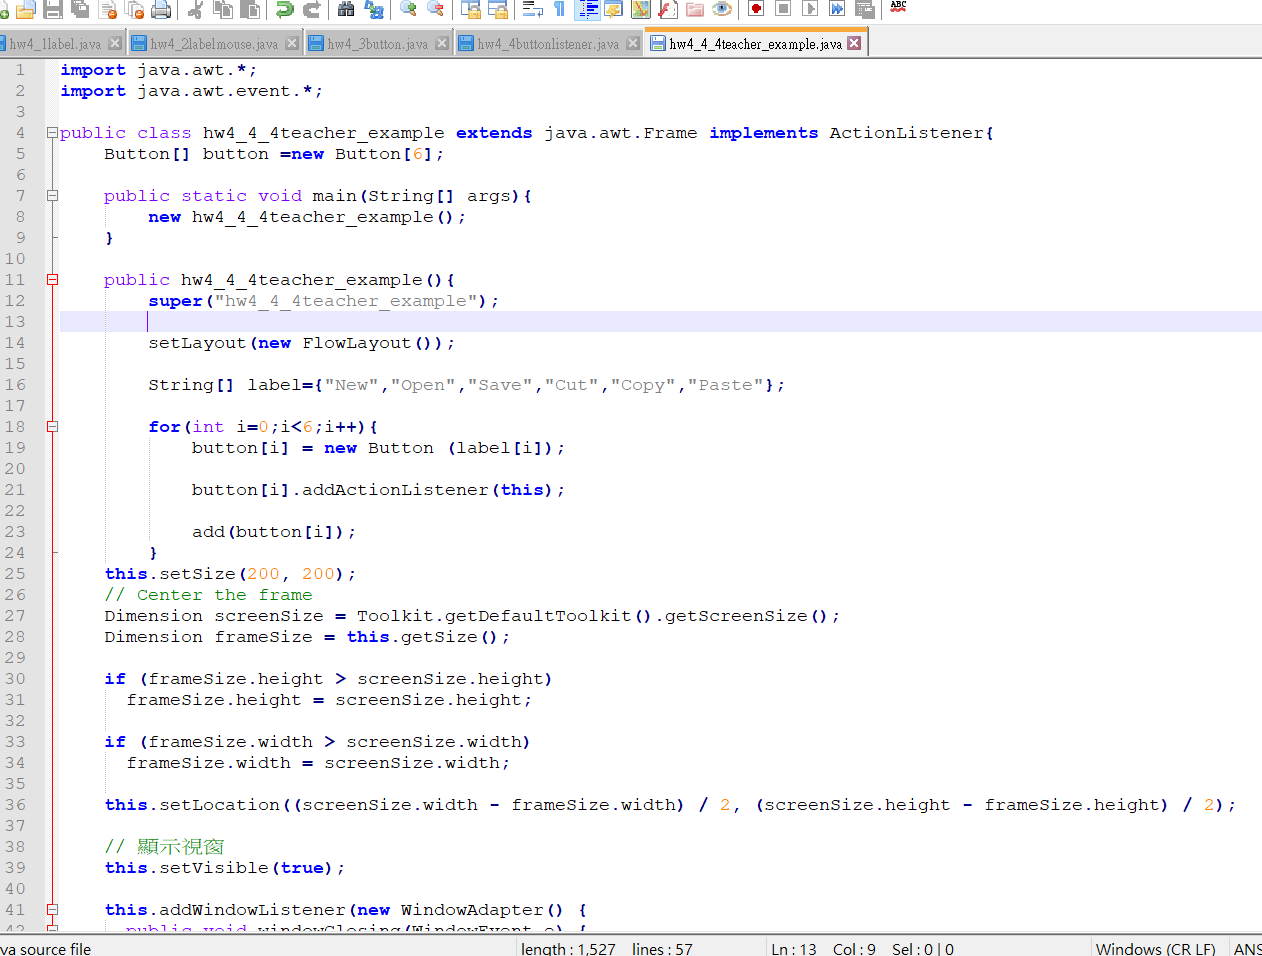 ABC
hw4_1label.java
hw4_2labelmouse.java
hw4_3button.java
hw4_4buttonlistener.java
hw4_4_4teacher_example.java
1 import java.awt.*;
2 import java.awt.event.*;
3
4 public class hw4_4_4teacher_example extends java.awt.Frame implements ActionListener{
5 Button[] button =new Button[6];
6
7 public static void main(String[] args){
8 new hw4_4_4teacher_example();
9 }
10
11 public hw4_4_4teacher_example(){
12 super("hw4_4_4teacher_example");
13
14 setLayout(new FlowLayout());
15
16 String[] label={"New","Open","Save","Cut","Copy","Paste"};
17
18 for(int i=0;i<6;i++){
19 button[i] = new Button (label[i]);
20
21 button[i].addActionListener(this);
22
23 add(button[i]);
24 }
25 this.setSize(200, 200);
26 // Center the frame
27 Dimension screenSize = Toolkit.getDefaultToolkit().getScreenSize();
28 Dimension frameSize = this.getSize();
29
30 if (frameSize.height > screenSize.height)
31 frameSize.height = screenSize.height;
32
33 if (frameSize.width > screenSize.width)
34 frameSize.width = screenSize.width;
35
36 this.setLocation((screenSize.width - frameSize.width) / 2, (screenSize.height - frameSize.height) / 2);
37
38 // 顯示視窗
39 this.setVisible(true);
40
41 this.addWindowListener(new WindowAdapter() {
42 public void windowClosing(WindowEvent e) {
va source file length : 1,527 lines : 57 Ln : 13 Col : 9 Sel : 0 | 0 Windows (CR LF) ANS